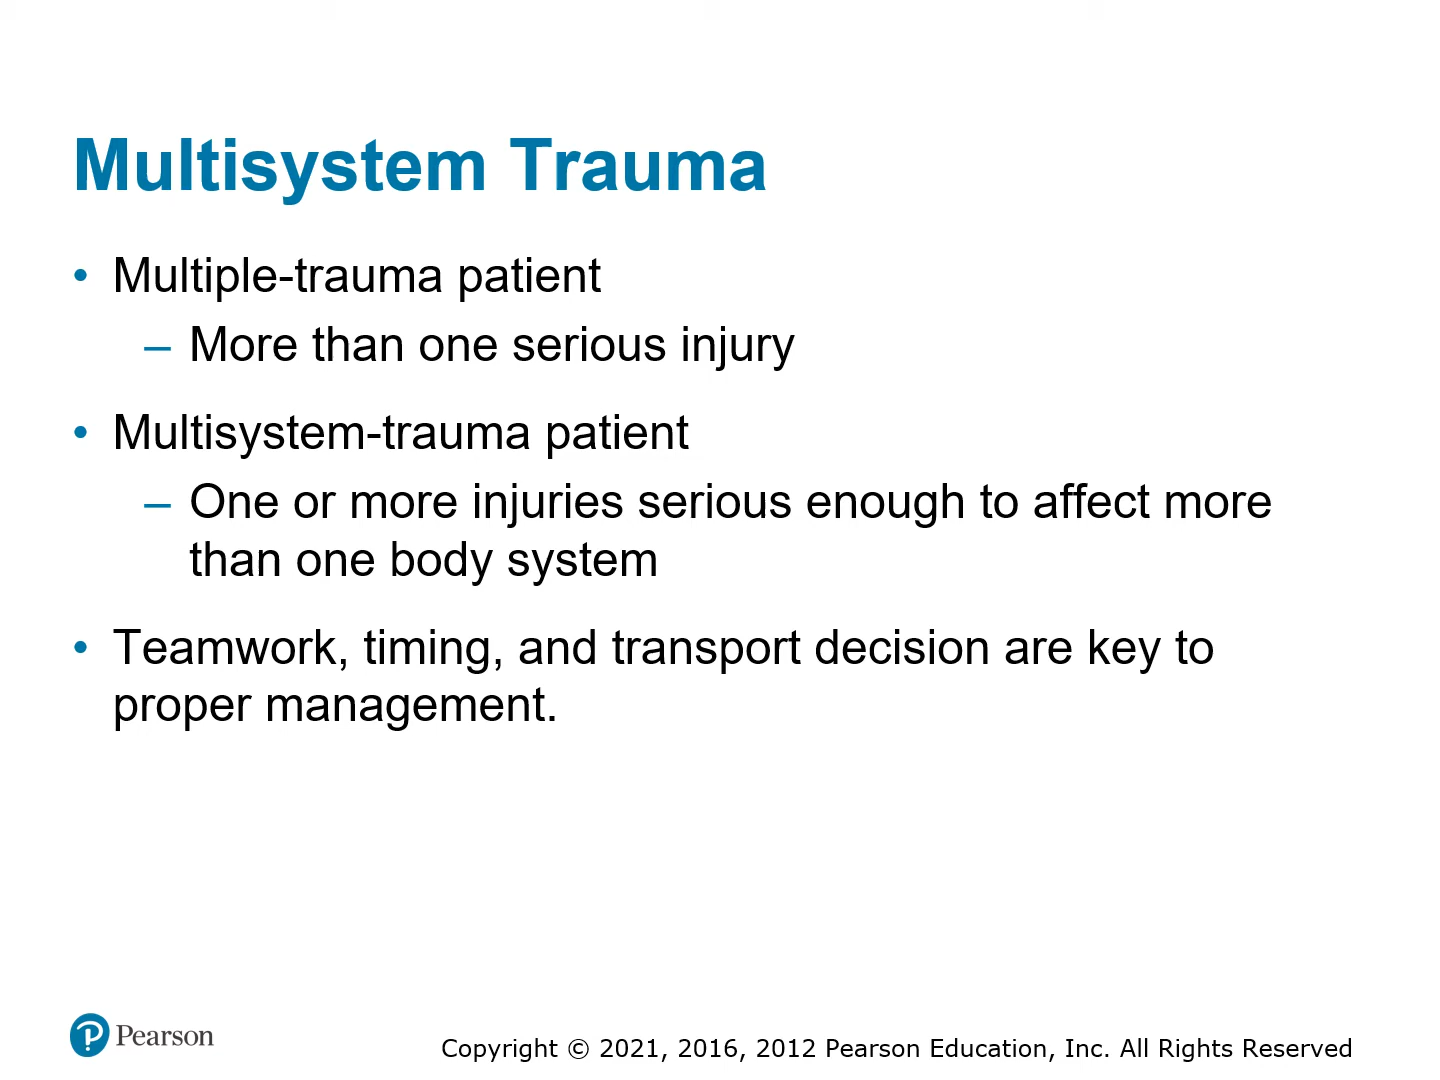 Multisystem Trauma
• Multiple-trauma patient
– More than one serious injury
• Multisystem-trauma patient
– One or more injuries serious enough to affect more
than one body system
• Teamwork, timing, and transport decision are key to
proper management.
Pearson
Copyright © 2021, 2016, 2012 Pearson Education, Inc. All Rights Reserved